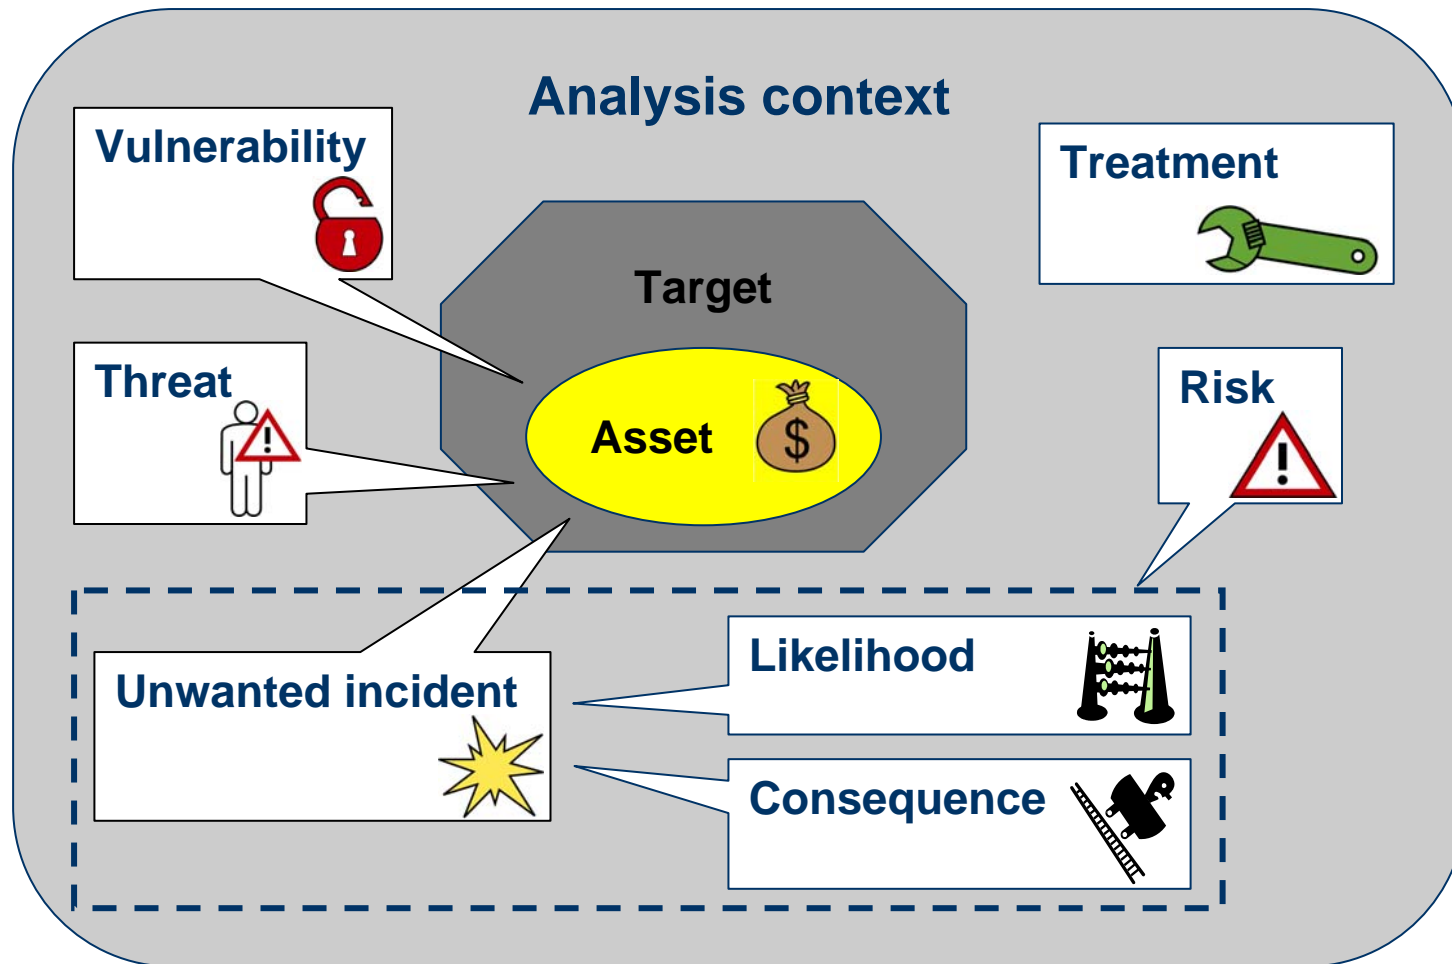 Analysis context
Vulnerability
Treatment
Target
Threat
Risk
Asset
$
!
!
Unwanted incident
Likelihood
Consequence